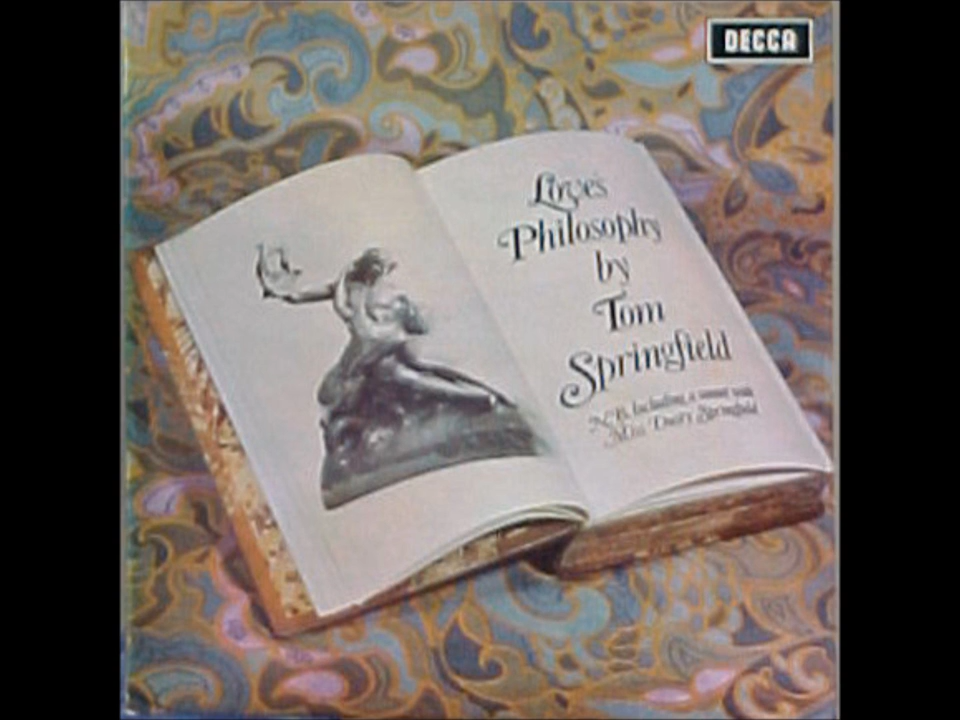 DECCA
Love's
Philosophy
by
Tom
Springfield
N.B. Including a sonnet with
Miss Dusty Springfield